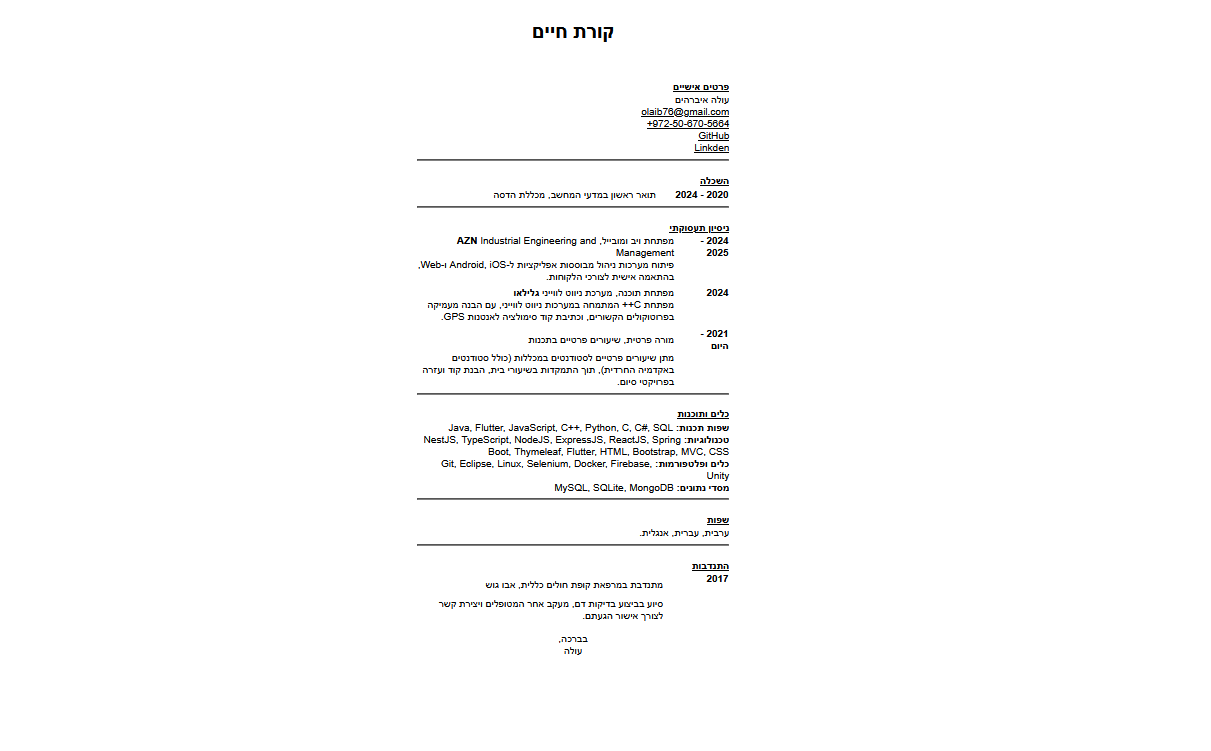 קורת חיים
פרטים אישיים
עולה איברהים
olaib76@gmail.com
+972-50-670-5664
GitHub
Linkden
השכלה
2020 - 2024 תואר ראשון במדעי המחשב, מכללת הדסה
ניסיון תעסוקתי
2024 - מפתחת ויב ומובייל, AZN Industrial Engineering and
2025 Management
פיתוח מערכות ניהול מבוססות אפליקציות ל-Android, iOS ו-Web,
בהתאמה אישית לצורכי הלקוחות.
2024 מפתחת תוכנה, מערכת ניווט לווייני גלילאו
מפתחת C++ המתמחה במערכות ניווט לווייני, עם הבנה מעמיקה
בפרוטוקולים הקשורים, וכתיבת קוד סימולציה לאנטנות GPS.
2021 -
היום
מורה פרטית, שיעורים פרטיים בתכנות
מתן שיעורים פרטיים לסטודנטים במכללות (כולל סטודנטים
באקדמיה החרדית), תוך התמקדות בשיעורי בית, הבנת קוד ועזרה
בפרויקטי סיום.
כלים ותוכנות
שפות תכנות: Java, Flutter, JavaScript, C++, Python, C, C#, SQL
טכנולוגיות: NestJS, TypeScript, NodeJS, ExpressJS, ReactJS, Spring
Boot, Thymeleaf, Flutter, HTML, Bootstrap, MVC, CSS
כלים ופלטפורמות: Git, Eclipse, Linux, Selenium, Docker, Firebase,
Unity
מסדי נתונים: MySQL, SQLite, MongoDB
שפות
ערבית, עברית, אנגלית.
התנדבות
2017
מתנדבת במרפאת קופת חולים כללית, אבו גוש
סיוע בביצוע בדיקות דם, מעקב אחר המטופלים ויצירת קשר
לצורך אישור הגעתם.
בברכה,
עולה